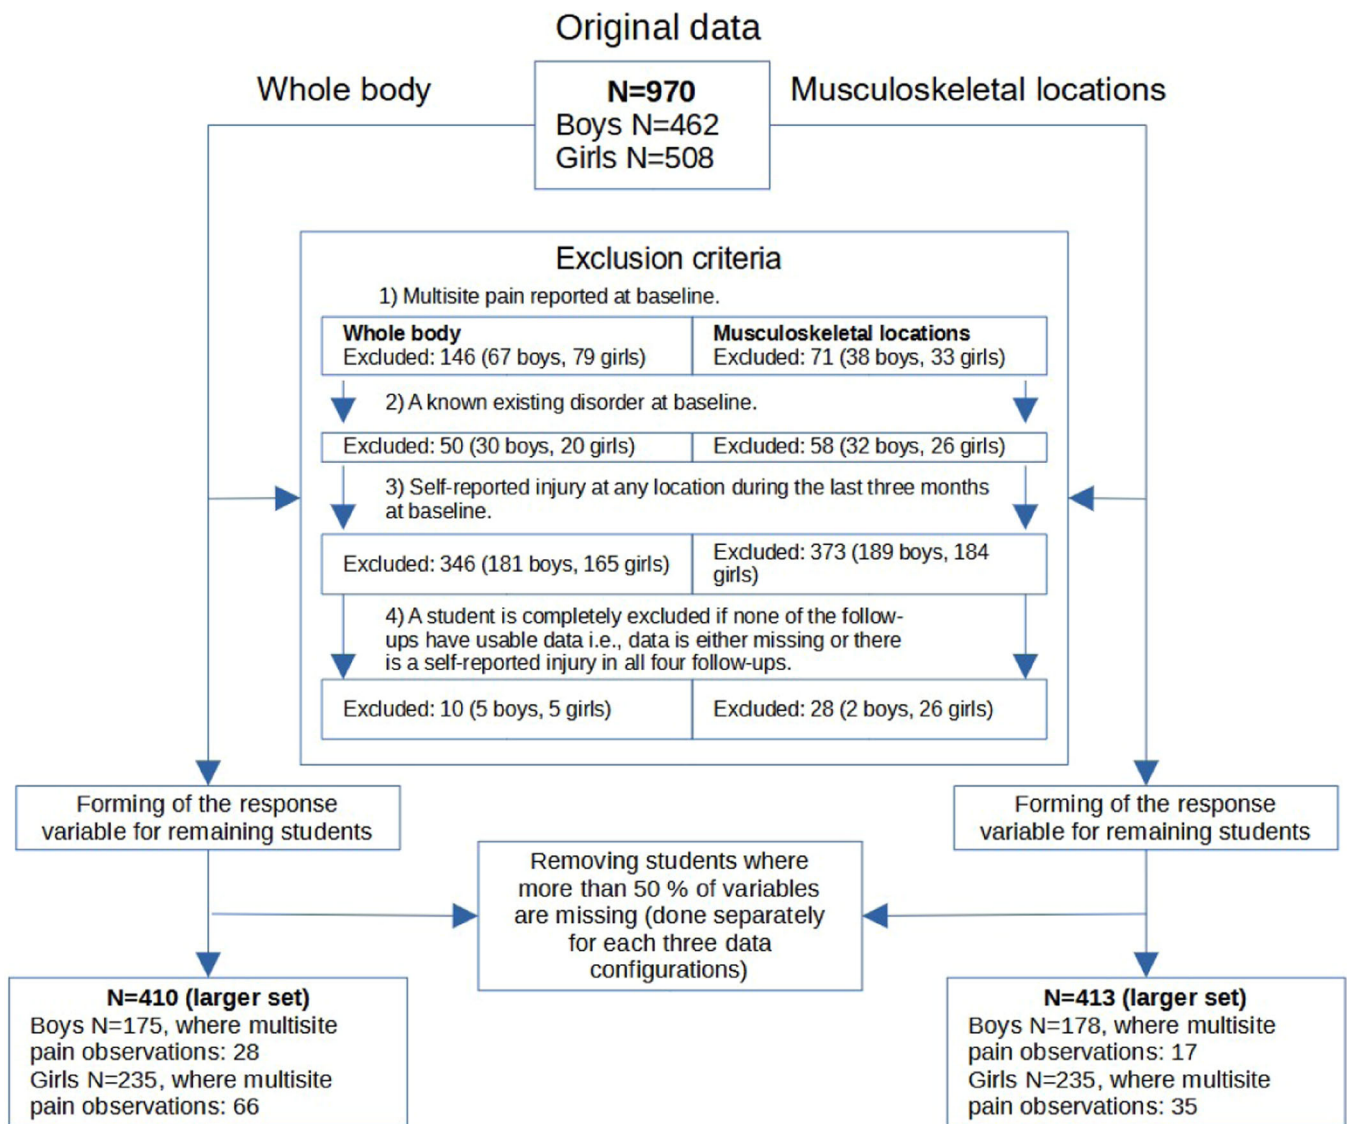 Original data
Whole body
N=970
Boys N=462
Girls N=508
Musculoskeletal locations
Exclusion criteria
1) Multisite pain reported at baseline.
Whole body
Excluded: 146 (67 boys, 79 girls)
Musculoskeletal locations
Excluded: 71 (38 boys, 33 girls)
2) A known existing disorder at baseline.
Excluded: 50 (30 boys, 20 girls)
Excluded: 58 (32 boys, 26 girls)
3) Self-reported injury at any location during the last three months
at baseline.
Excluded: 346 (181 boys, 165 girls)
Excluded: 373 (189 boys, 184
girls)
4) A student is completely excluded if none of the follow-
ups have usable data i.e., data is either missing or there
is a self-reported injury in all four follow-ups.
Excluded: 10 (5 boys, 5 girls)
Excluded: 28 (2 boys, 26 girls)
Forming of the response
variable for remaining students
Forming of the response
variable for remaining students
Removing students where
more than 50 % of variables
are missing (done separately
for each three data
configurations)
N=410 (larger set)
Boys N=175, where multisite
pain observations: 28
Girls N=235, where multisite
pain observations: 66
N=413 (larger set)
Boys N=178, where multisite
pain observations: 17
Girls N=235, where multisite
pain observations: 35